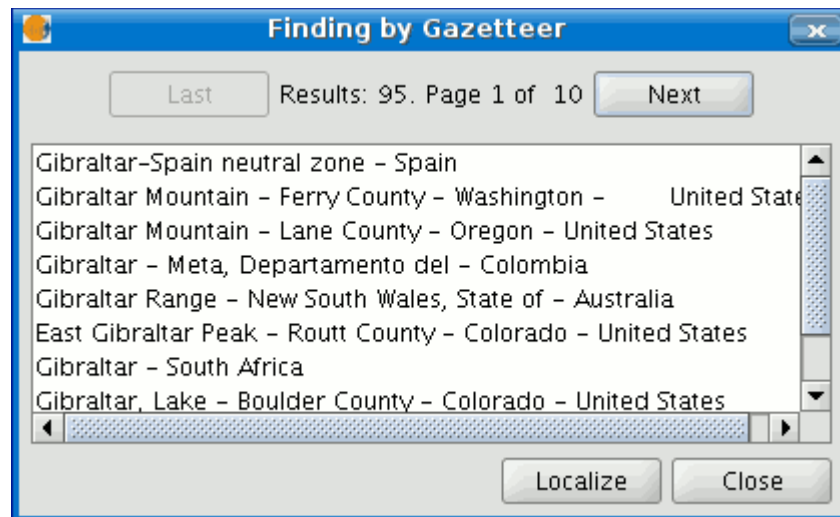 Finding by Gazetteer
Last Results: 95. Page 1 of 10 Next
Gibraltar-Spain neutral zone - Spain
Gibraltar Mountain - Ferry County - Washington - United State
Gibraltar Mountain - Lane County - Oregon - United States
Gibraltar - Meta, Departamento del - Colombia
Gibraltar Range - New South Wales, State of - Australia
East Gibraltar Peak - Routt County - Colorado - United States
Gibraltar - South Africa
Gibraltar, Lake - Boulder County - Colorado - United States
Localize Close